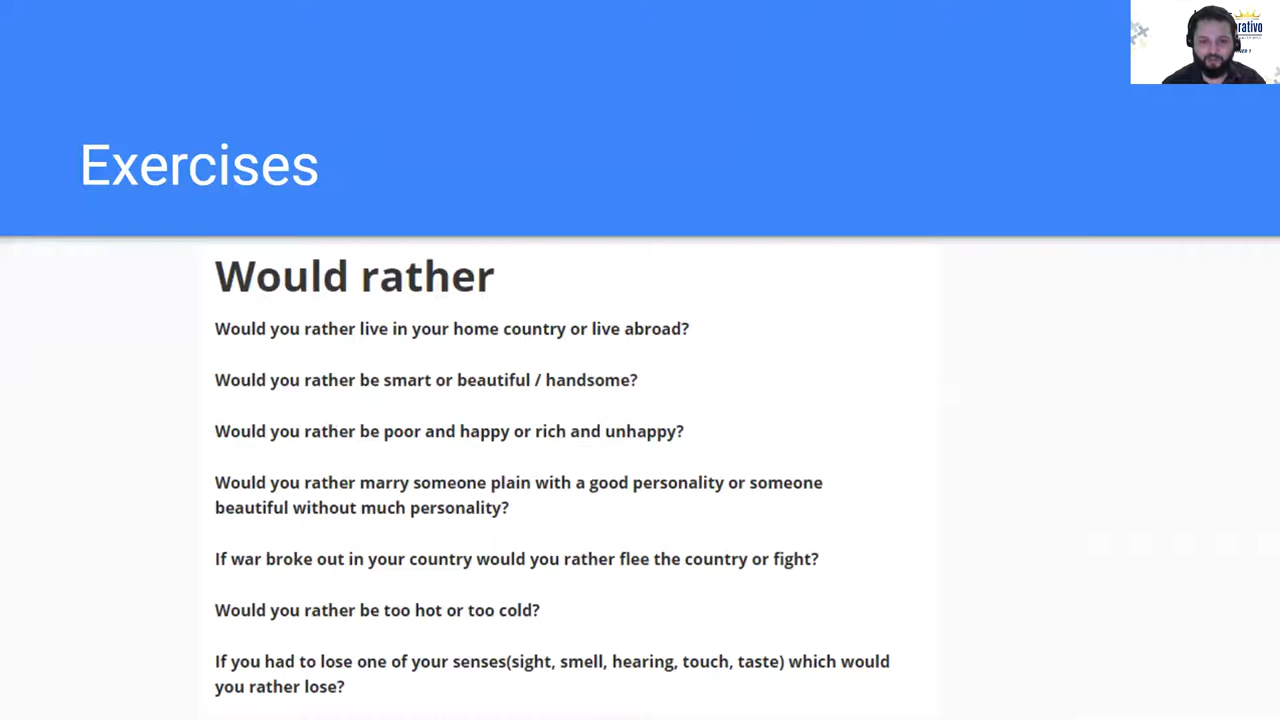 rativo
Exercises
Would rather
Would you rather live in your home country or live abroad?
Would you rather be smart or beautiful / handsome?
Would you rather be poor and happy or rich and unhappy?
Would you rather marry someone plain with a good personality or someone
beautiful without much personality?
If war broke out in your country would you rather flee the country or fight?
Would you rather be too hot or too cold?
If you had to lose one of your senses(sight, smell, hearing, touch, taste) which would
you rather lose?